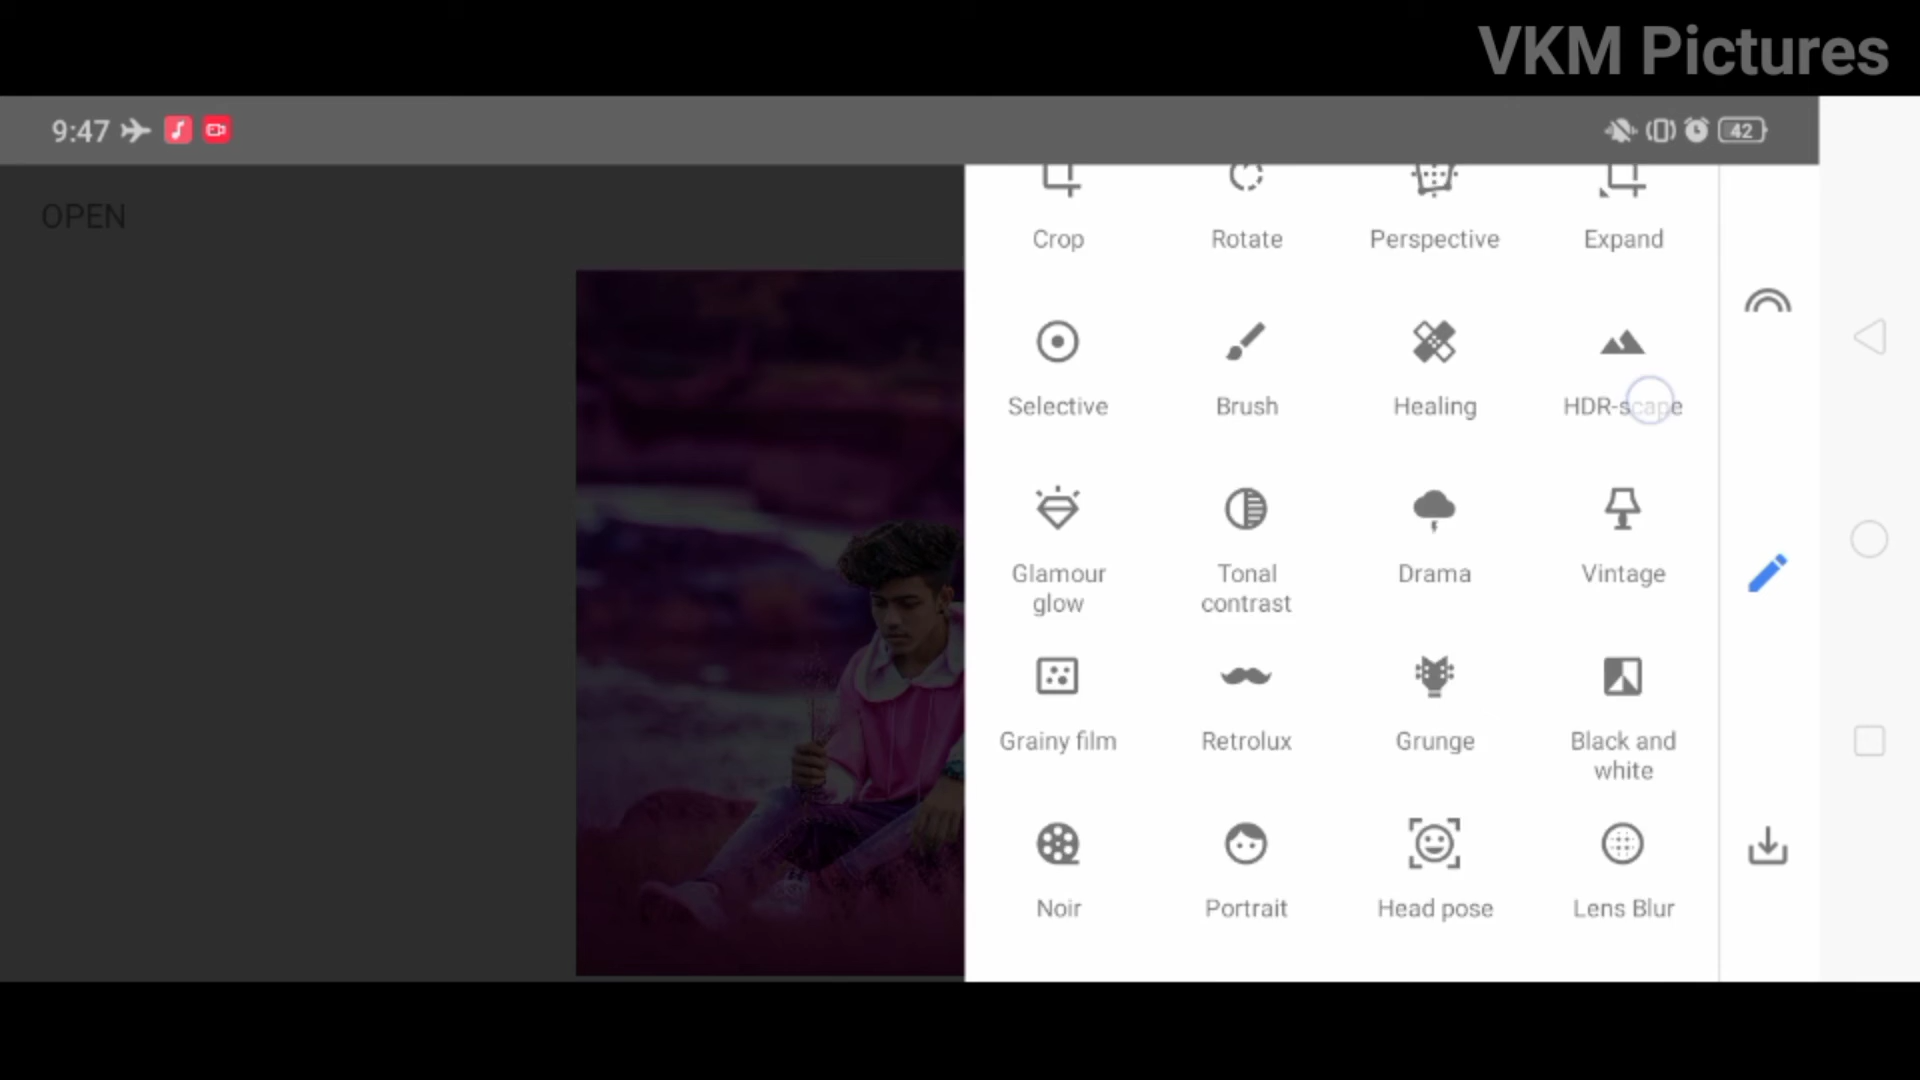 VKM Pictures
9:47
42
OPEN
Crop Rotate Perspective Expand
Selective Brush Healing HDR-scape
Glamour glow Tonal contrast Drama Vintage
Grainy film Retrolux Grunge Black and white
Noir Portrait Head pose Lens Blur